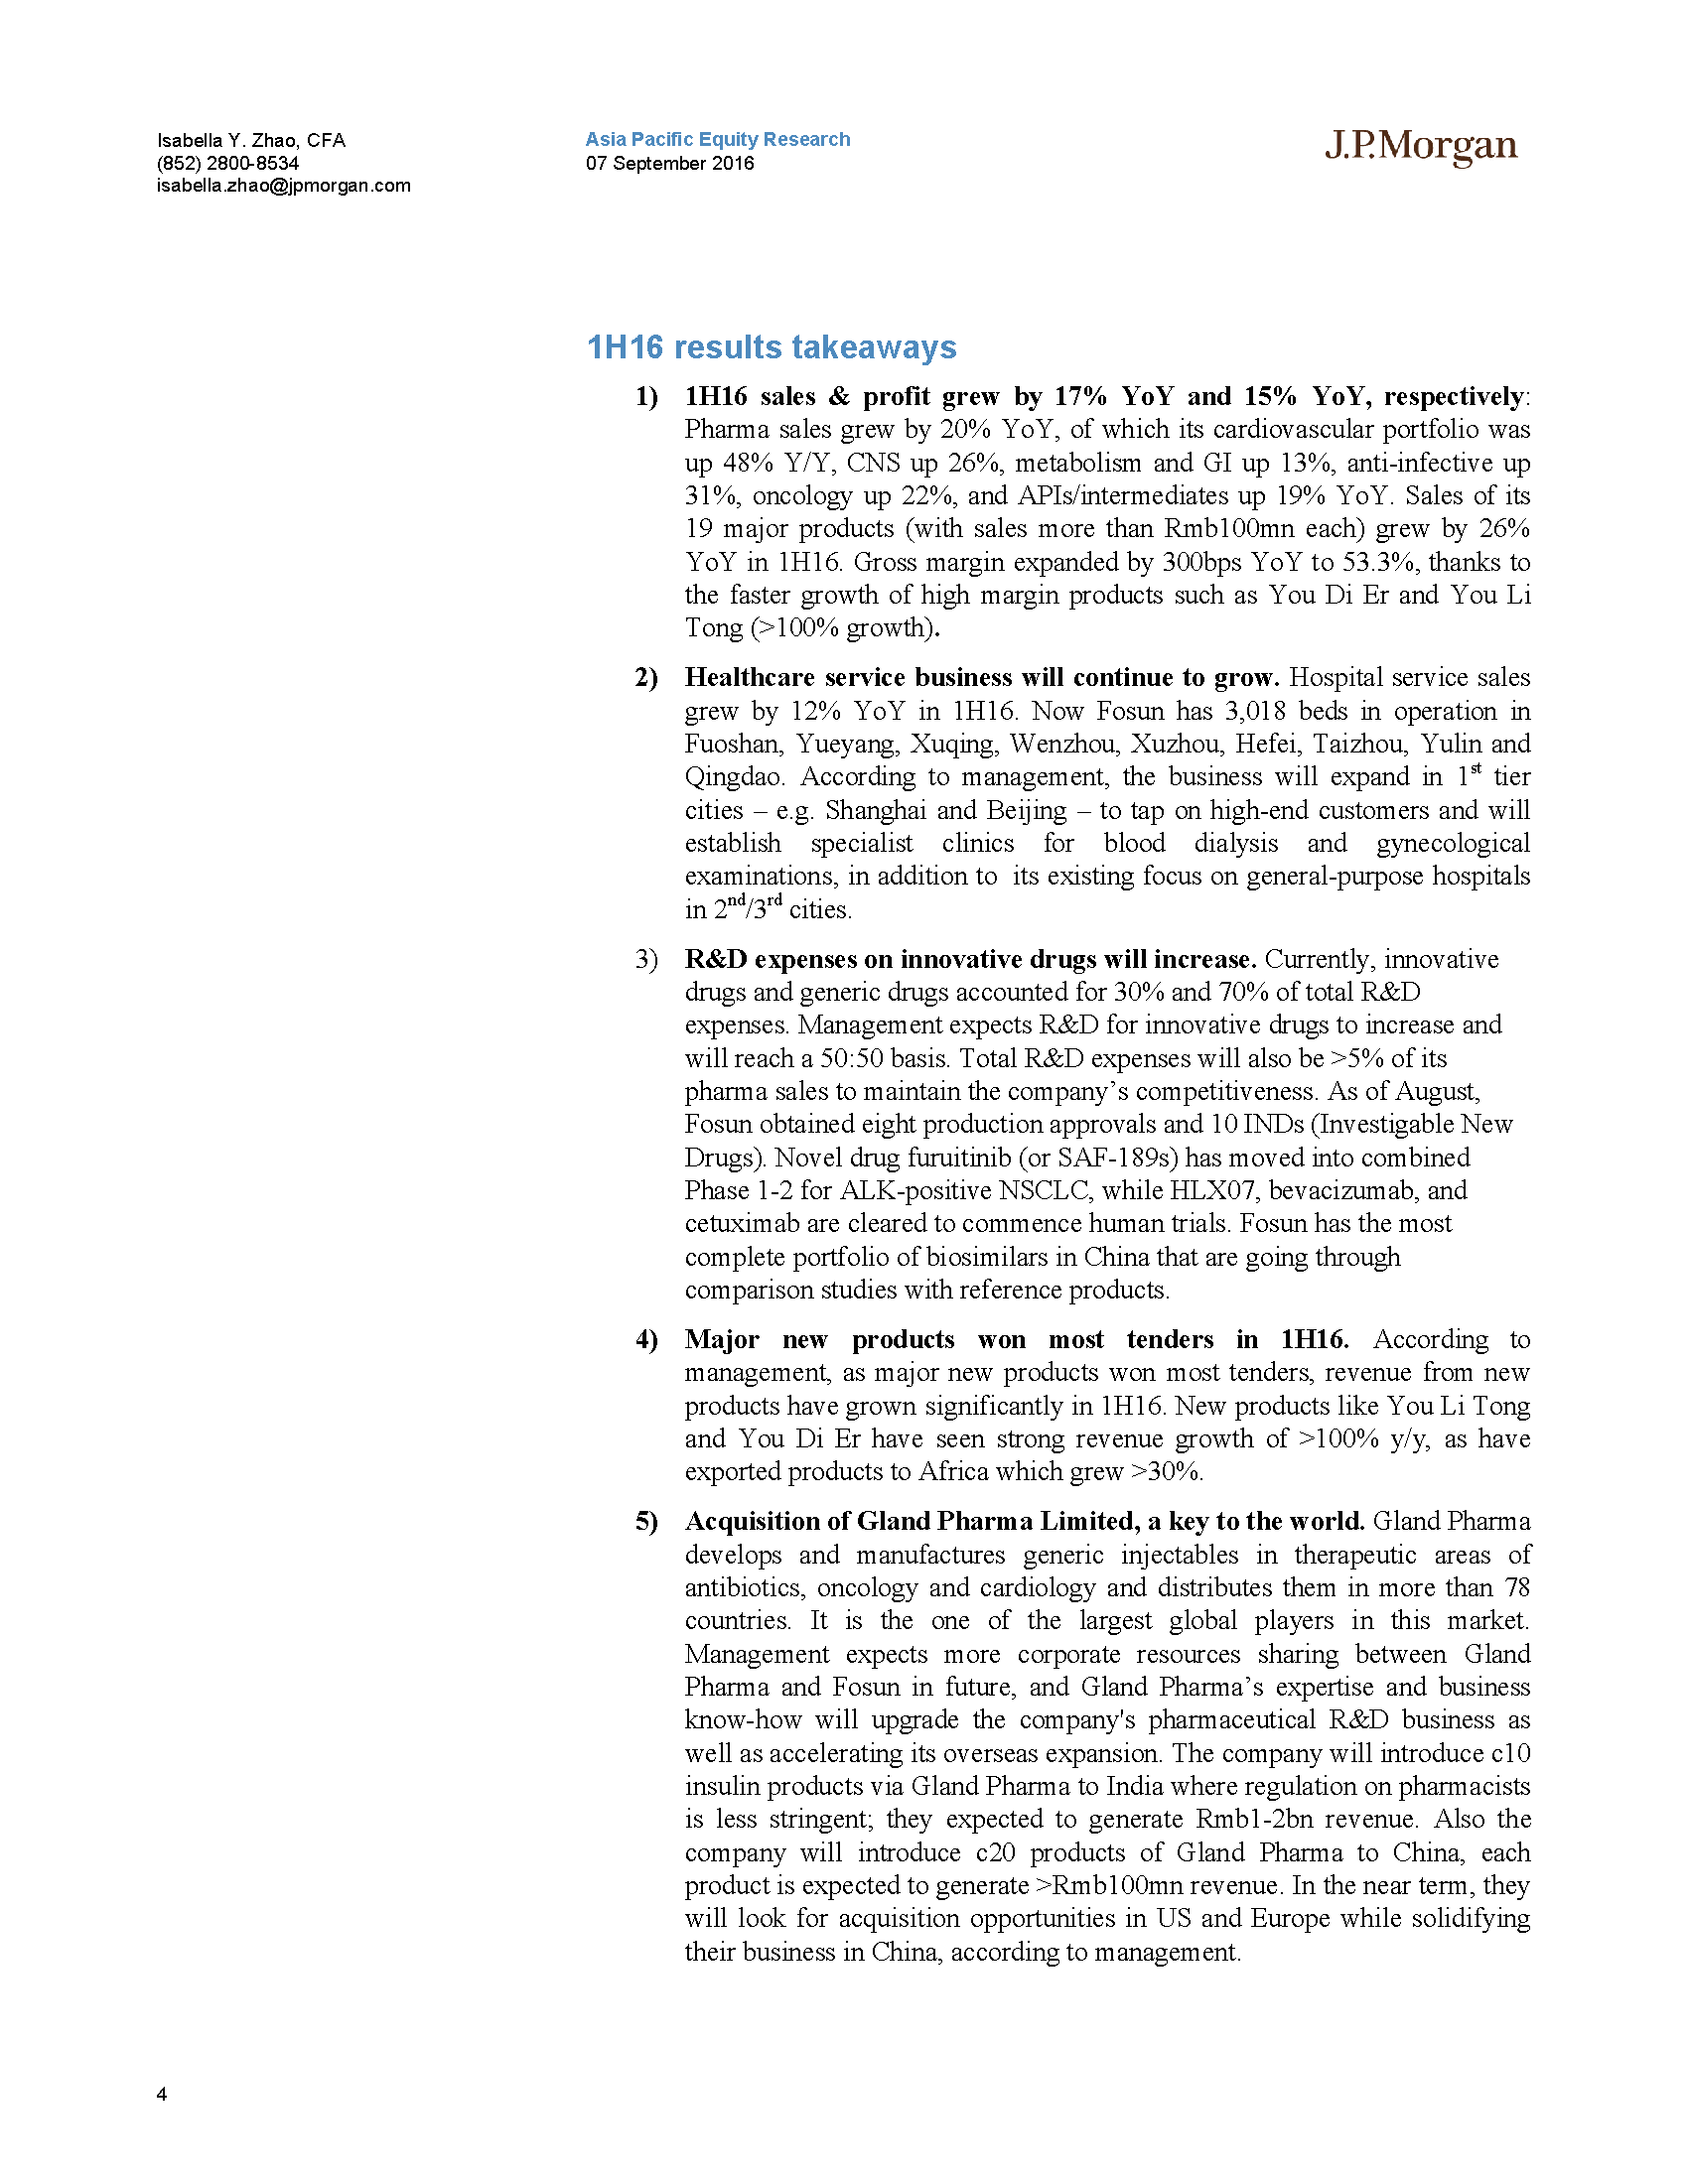 Isabella Y. Zhao, CFA
(852) 2800-8534
isabella.zhao@jpmorgan.com
Asia Pacific Equity Research
07 September 2016
J.P.Morgan
1H16 results takeaways
1) 1H16 sales & profit grew by 17% YoY and 15% YoY, respectively:
Pharma sales grew by 20% YoY, of which its cardiovascular portfolio was
up 48% Y/Y, CNS up 26%, metabolism and GI up 13%, anti-infective up
31%, oncology up 22%, and APIs/intermediates up 19% YoY. Sales of its
19 major products (with sales more than Rmb100mn each) grew by 26%
YoY in 1H16. Gross margin expanded by 300bps YoY to 53.3%, thanks to
the faster growth of high margin products such as You Di Er and You Li
Tong (>100% growth).
2) Healthcare service business will continue to grow. Hospital service sales
grew by 12% YoY in 1H16. Now Fosun has 3,018 beds in operation in
Fuoshan, Yueyang, Xuqing, Wenzhou, Xuzhou, Hefei, Taizhou, Yulin and
Qingdao. According to management, the business will expand in 1st tier
cities – e.g. Shanghai and Beijing – to tap on high-end customers and will
establish specialist clinics for blood dialysis and gynecological
examinations, in addition to its existing focus on general-purpose hospitals
in 2nd/3rd cities.
3) R&D expenses on innovative drugs will increase. Currently, innovative
drugs and generic drugs accounted for 30% and 70% of total R&D
expenses. Management expects R&D for innovative drugs to increase and
will reach a 50:50 basis. Total R&D expenses will also be >5% of its
pharma sales to maintain the company’s competitiveness. As of August,
Fosun obtained eight production approvals and 10 INDs (Investigable New
Drugs). Novel drug furuitinib (or SAF-189s) has moved into combined
Phase 1-2 for ALK-positive NSCLC, while HLX07, bevacizumab, and
cetuximab are cleared to commence human trials. Fosun has the most
complete portfolio of biosimilars in China that are going through
comparison studies with reference products.
4) Major new products won most tenders in 1H16. According to
management, as major new products won most tenders, revenue from new
products have grown significantly in 1H16. New products like You Li Tong
and You Di Er have seen strong revenue growth of >100% y/y, as have
exported products to Africa which grew >30%.
5) Acquisition of Gland Pharma Limited, a key to the world. Gland Pharma
develops and manufactures generic injectables in therapeutic areas of
antibiotics, oncology and cardiology and distributes them in more than 78
countries. It is the one of the largest global players in this market.
Management expects more corporate resources sharing between Gland
Pharma and Fosun in future, and Gland Pharma’s expertise and business
know-how will upgrade the company's pharmaceutical R&D business as
well as accelerating its overseas expansion. The company will introduce c10
insulin products via Gland Pharma to India where regulation on pharmacists
is less stringent; they expected to generate Rmb1-2bn revenue. Also the
company will introduce c20 products of Gland Pharma to China, each
product is expected to generate >Rmb100mn revenue. In the near term, they
will look for acquisition opportunities in US and Europe while solidifying
their business in China, according to management.
4